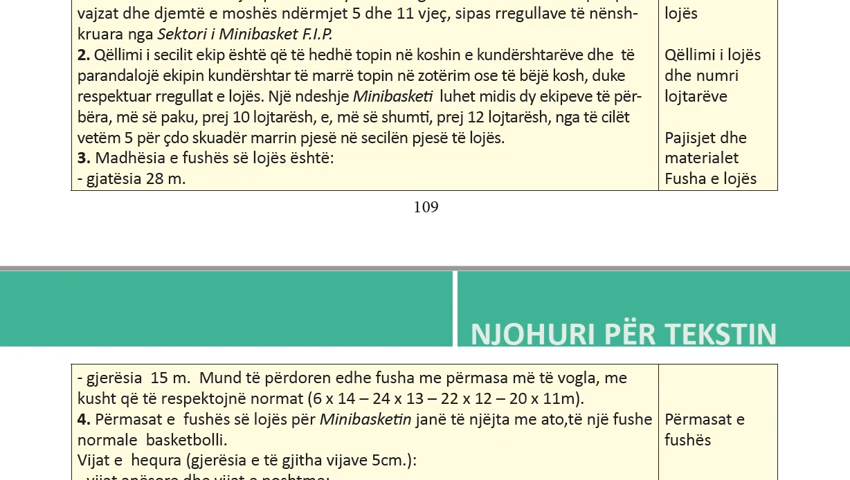 vajzat dhe djemtë e moshës ndërmjet 5 dhe 11 vjeç, sipas rregullave të nënsh-
kruara nga Sektori i Minibasket F.I.P.
2. Qëllimi i secilit ekip është që të hedhë topin në koshin e kundërshtarëve dhe  të
parandalojë ekipin kundërshtar të marrë topin në zotërim ose të bëjë kosh, duke
respektuar rregullat e lojës. Një ndeshje Minibasketi  luhet midis dy ekipeve të për-
bëra, më së paku, prej 10 lojtarësh, e, më së shumti, prej 12 lojtarësh, nga të cilët
vetëm 5 për çdo skuadër marrin pjesë në secilën pjesë të lojës.
3. Madhësia e fushës së lojës është:
- gjatësia 28 m.
lojës
Qëllimi i lojës
dhe numri
lojtarëve
Pajisjet dhe
materialet
Fusha e lojës
109
NJOHURI PËR TEKSTIN
- gjerësia  15 m.  Mund të përdoren edhe fusha me përmasa më të vogla, me
kusht që të respektojnë normat (6 x 14 – 24 x 13 – 22 x 12 – 20 x 11m).
4. Përmasat e  fushës së lojës për Minibasketin janë të njëjta me ato,të një fushe
normale  basketbolli.
Vijat e  hequra (gjerësia e të gjitha vijave 5cm.):
- vijat anësore dhe vijat e poshtme:
Përmasat e
fushës